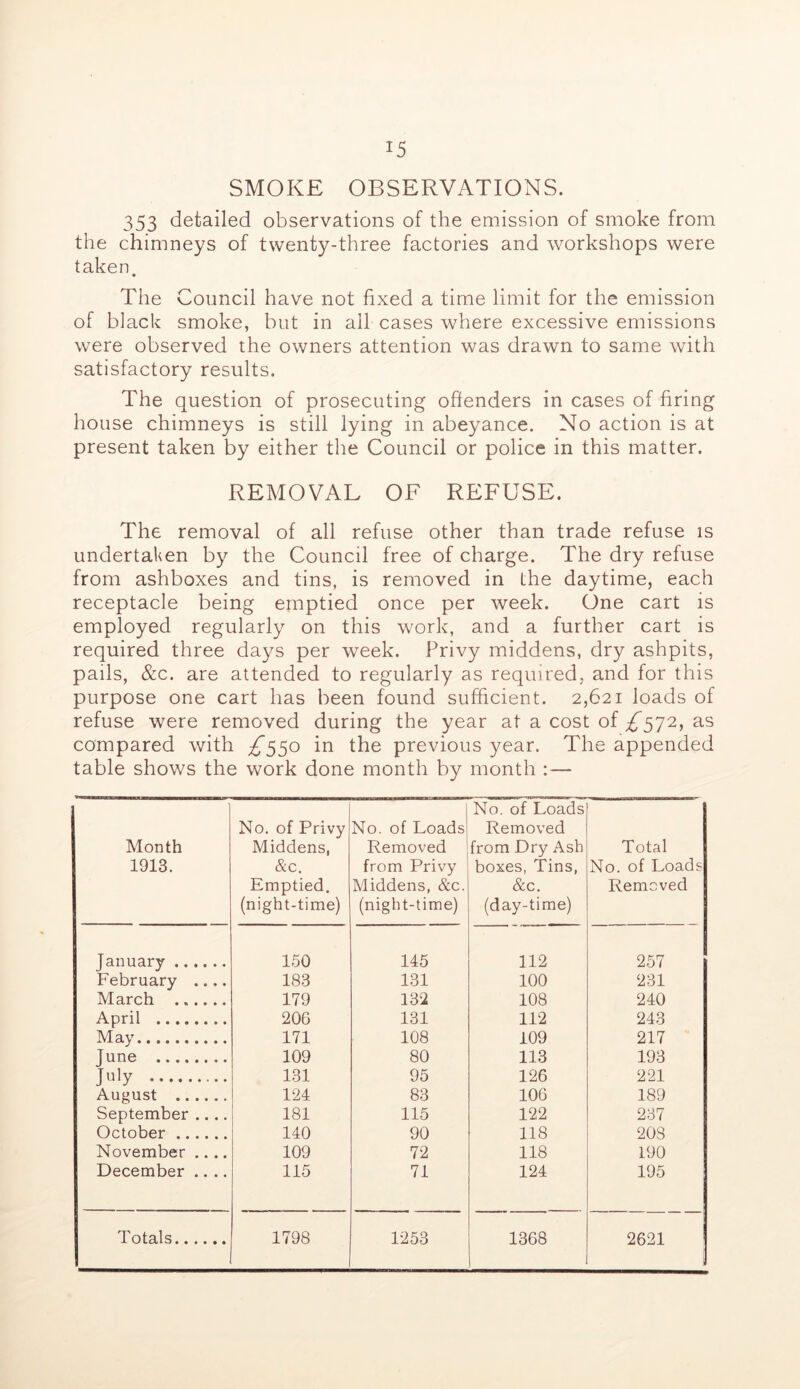 15
SMOKE OBSERVATIONS.
353 detailed observations of the emission of smoke from
the chimneys of twenty-three factories and workshops were
taken.
The Council have not fixed a time limit for the emission
of black smoke, but in all cases where excessive emissions
were observed the owners attention was drawn to same with
satisfactory results.
The question of prosecuting offenders in cases of firing
house chimneys is still lying in abeyance. No action is at
present taken by either the Council or police in this matter.
REMOVAL OF REFUSE.
The removal of all refuse other than trade refuse is
undertaken by the Council free of charge. The dry refuse
from ashboxes and tins, is removed in the daytime, each
receptacle being emptied once per week. One cart is
employed regularly on this work, and a further cart is
required three days per week. Privy middens, dry ashpits,
pails, &c. are attended to regularly as required, and for this
purpose one cart has been found sufficient. 2,621 loads of
refuse were removed during the year at a cost of £572, as
compared with £550 in the previous year. The appended
table shows the work done month by month :—
Month 1913. | No. of Privy Middens, &c. Emptied. (night-time) | No. of Loads Removed from Privy Middens, &c. (night-time) | No. of Loads Removed from Dry Ash boxes, Tins, &c. (day-time) | Total No. of Loads Removed
January ...... 150 145 112 257
February .... 183 131 100 231
March ...... 179 132 108 240
April ........ 206 131 112 243
May.......... 171 108 109 217
June ........ 109 80 113 193
July ......... 131 95 126 221
August ...... 124 83 106 189
September .... 181 115 122 237
October ...... 140 90 118 208
November .... 109 72 118 190
December .... 115 71 124 195
Totals...... 1798 1253 1368 2621